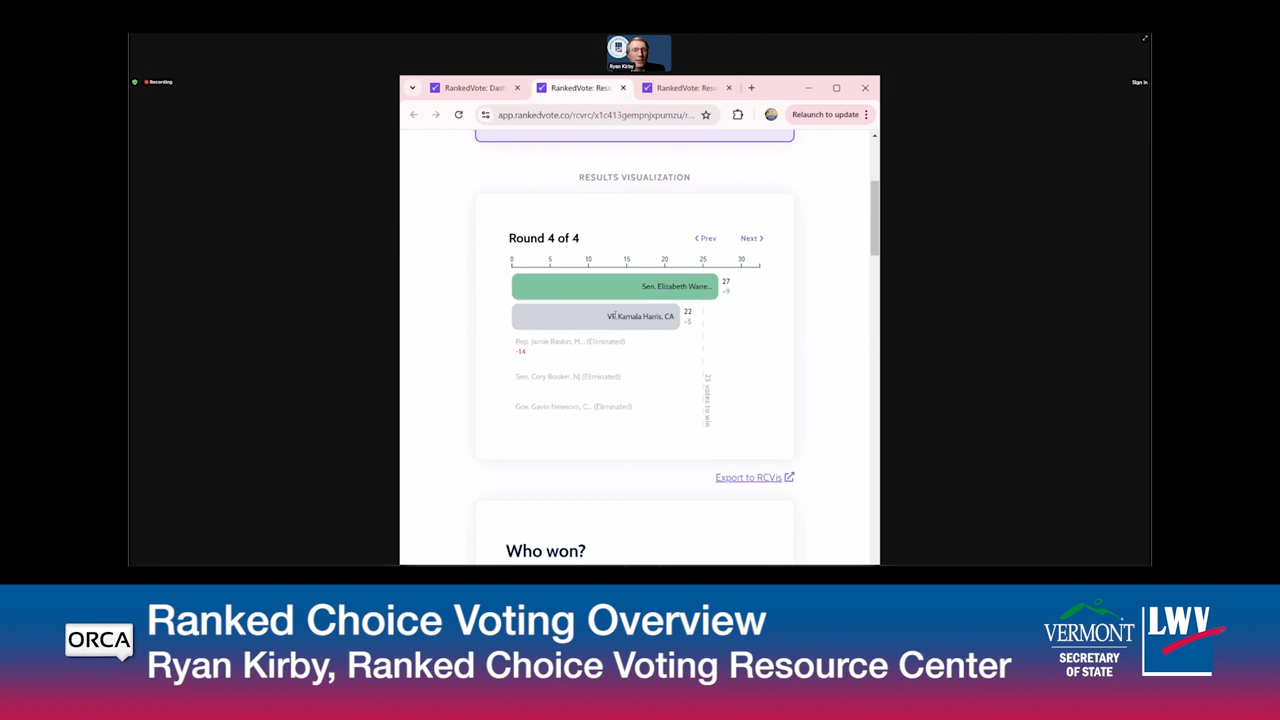 Ryan Kirby
Recording
Sign in
RankedVote: Dash
RankedVote: Resu
RankedVote: Resu
app.rankedvote.co/rcvrc/x1c413gempnjxpumzu/r...
Relaunch to update
RESULTS VISUALIZATION
Round 4 of 4
Prev
Next
0 5 10 15 20 25 30
Sen. Elizabeth Warre...
27
+9
VP Kamala Harris, CA
22
+5
Rep. Jamie Raskin, M... (Eliminated)
-14
Sen. Cory Booker, NJ (Eliminated)
Gov. Gavin Newsom, C... (Eliminated)
25 votes to win
Export to RCVis
Who won?
ORCA
Ranked Choice Voting Overview
Ryan Kirby, Ranked Choice Voting Resource Center
VERMONT
SECRETARY
OF STATE
LWV